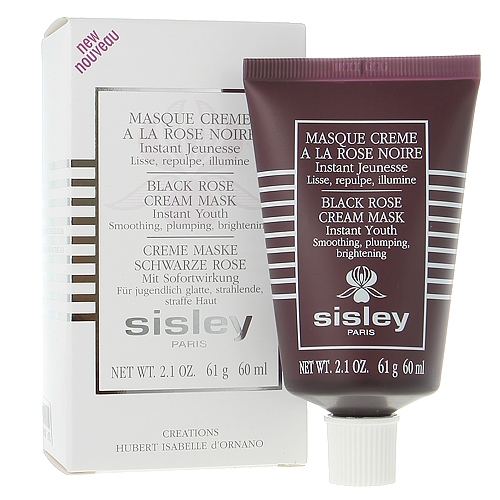 new
nouveau
MASQUE CREME
A LA ROSE NOIRE
Instant Jeunesse
Lisse, repulpe, illumine
BLACK ROSE
CREAM MASK
Instant Youth
Smoothing, plumping, brightening
CREME MASKE
SCHWARZE ROSE
Mit Sofortwirkung
Für jugendlich glatte, strahlende,
straffe Haut
sisley
PARIS
NET WT. 2.1 OZ. 61 g 60 ml
CREATIONS
HUBERT ISABELLE d'ORNANO
MASQUE CREME
A LA ROSE NOIRE
Instant Jeunesse
Lisse, repulpe, illumine
BLACK ROSE
CREAM MASK
Instant Youth
Smoothing, plumping,
brightening
sisley
PARIS
NET WT. 2.1 OZ. 61 g 60 ml